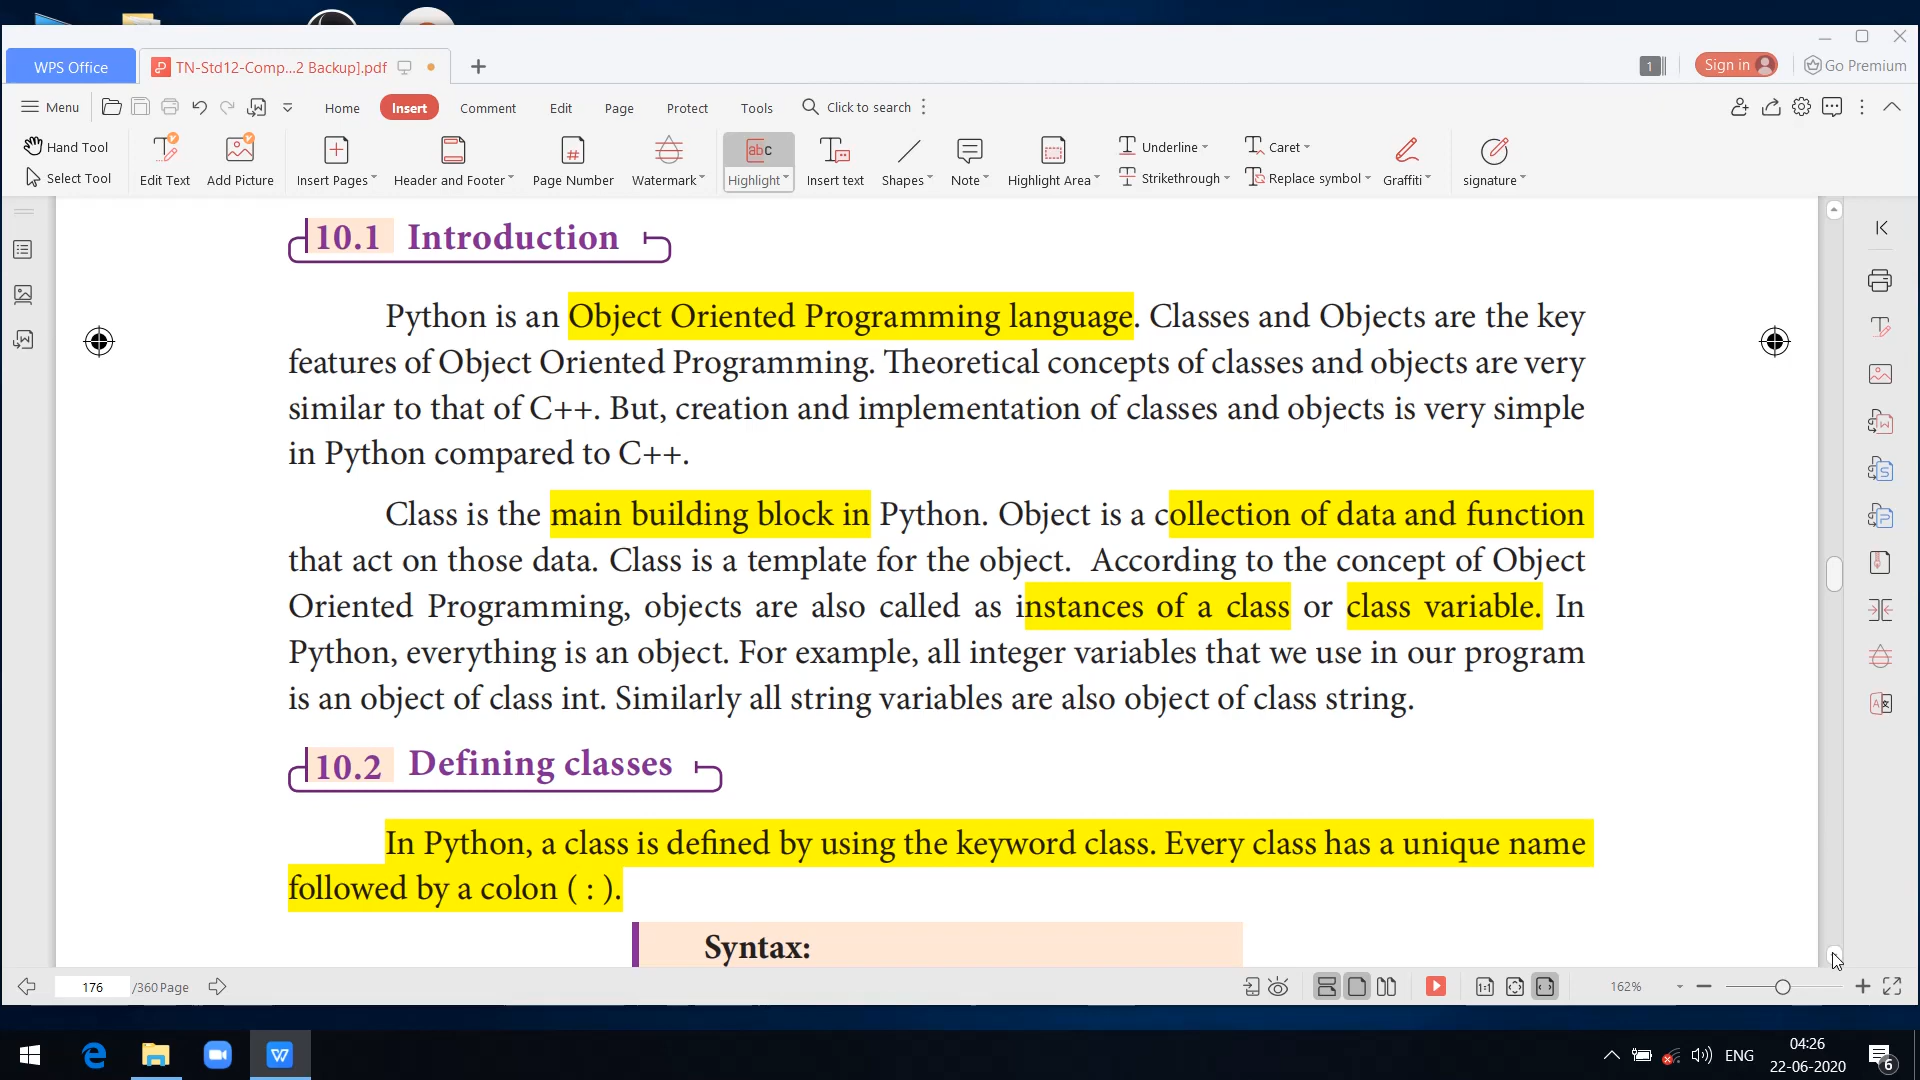 WPS Office
TN-Std12-Comp...2 Backup].pdf
1
Sign in
Go Premium
Menu
Home
Insert
Comment
Edit
Page
Protect
Tools
Click to search
Hand Tool
Select Tool
Edit Text
Add Picture
Insert Pages
Header and Footer
Page Number
Watermark
Highlight
Insert text
Shapes
Note
Highlight Area
Underline
Strikethrough
Caret
Replace symbol
Graffiti
signature
10.1 Introduction
Python is an Object Oriented Programming language. Classes and Objects are the key
features of Object Oriented Programming. Theoretical concepts of classes and objects are very
similar to that of C++. But, creation and implementation of classes and objects is very simple
in Python compared to C++.
Class is the main building block in Python. Object is a collection of data and function
that act on those data. Class is a template for the object. According to the concept of Object
Oriented Programming, objects are also called as instances of a class or class variable. In
Python, everything is an object. For example, all integer variables that we use in our program
is an object of class int. Similarly all string variables are also object of class string.
10.2 Defining classes
In Python, a class is defined by using the keyword class. Every class has a unique name
followed by a colon ( : ).
Syntax:
176 /360 Page
162%
ENG
04:26
22-06-2020
6